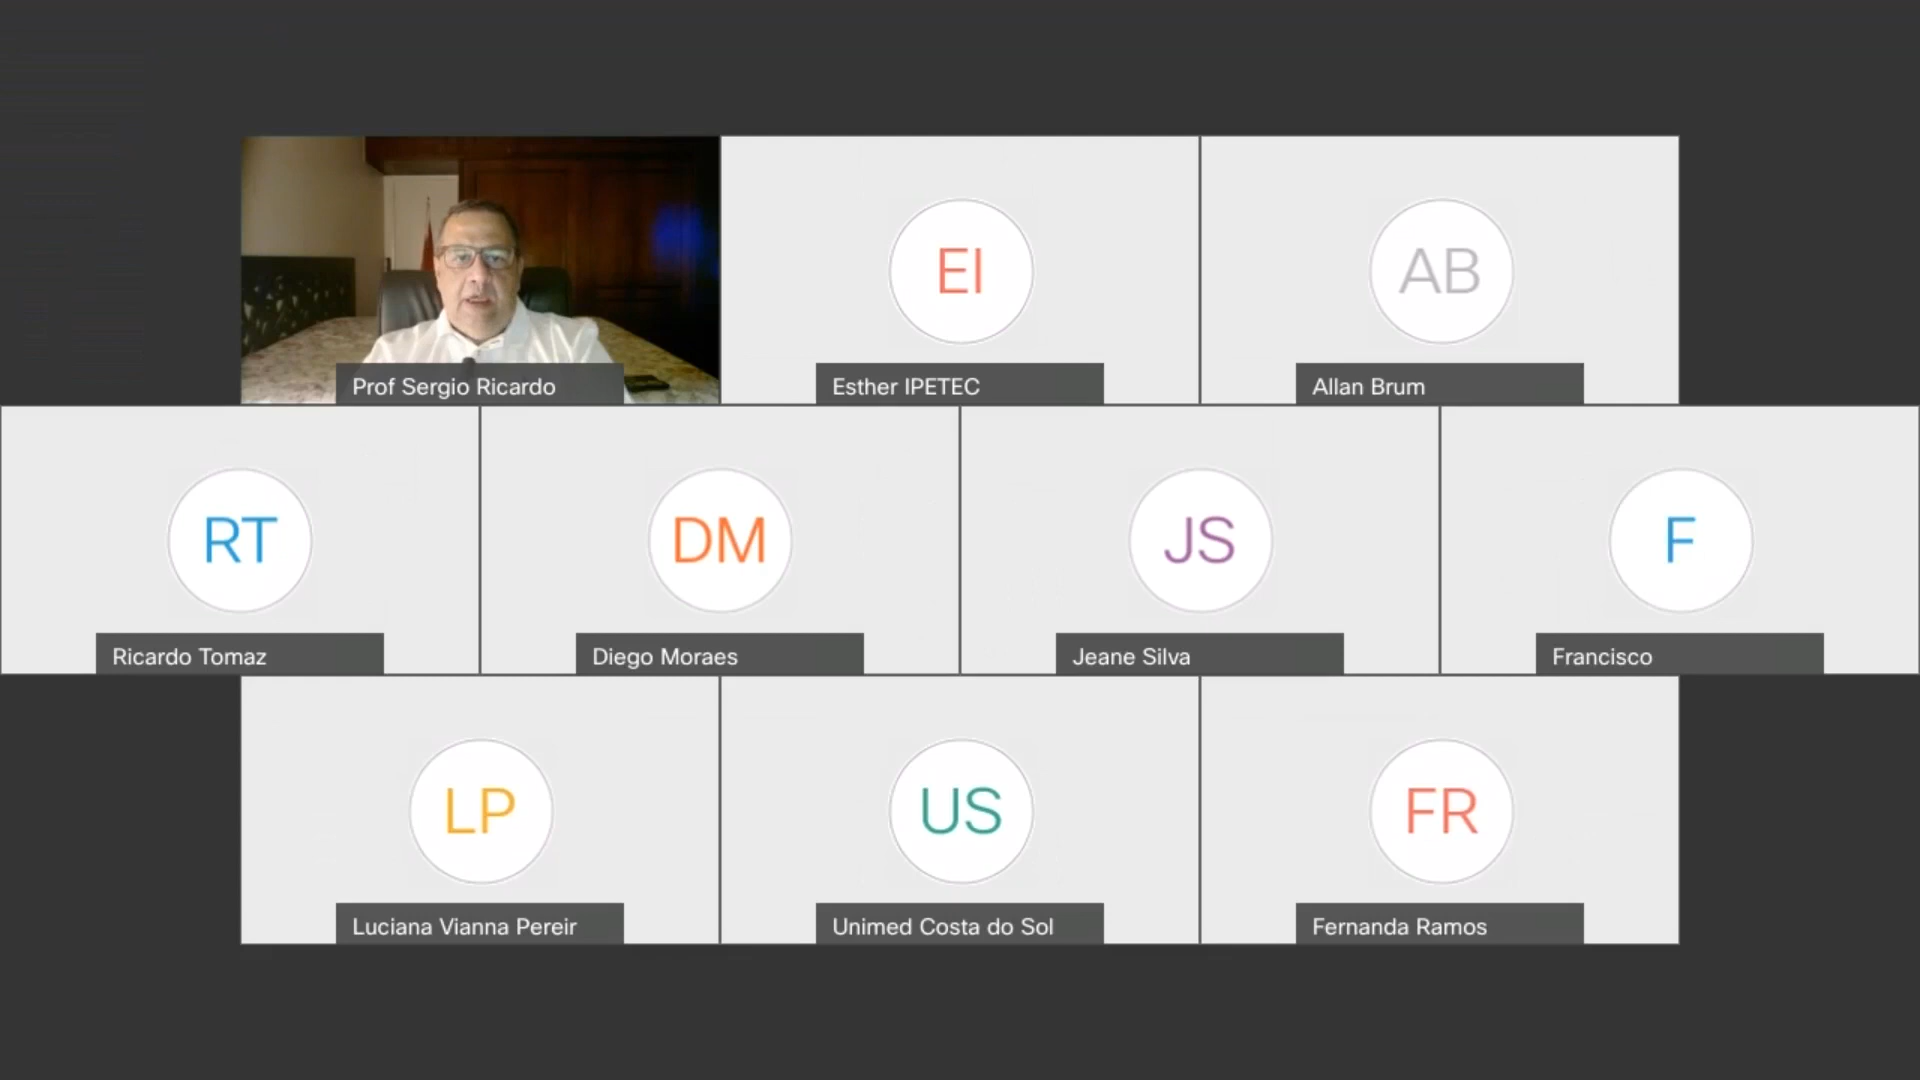 Prof Sergio Ricardo
EI
Esther IPETEC
AB
Allan Brum
RT
Ricardo Tomaz
DM
Diego Moraes
JS
Jeane Silva
F
Francisco
LP
Luciana Vianna Pereir
US
Unimed Costa do Sol
FR
Fernanda Ramos